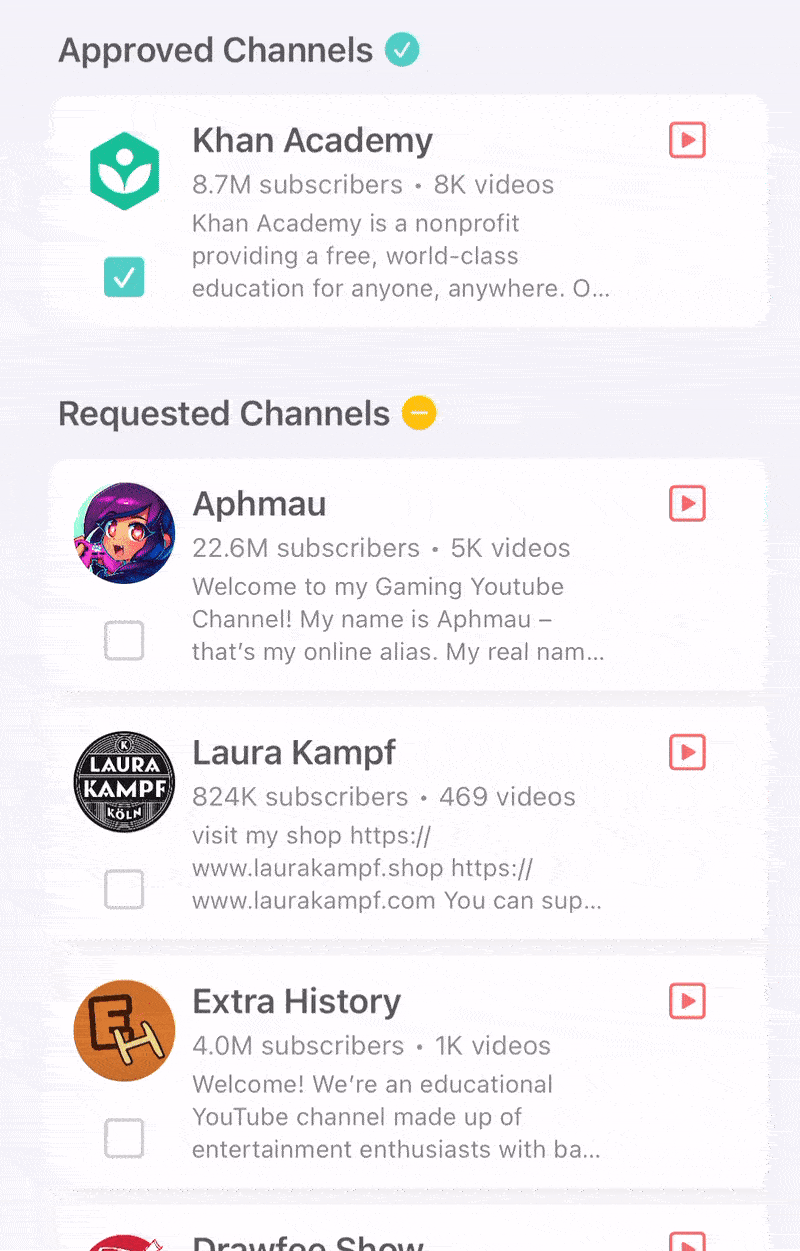 Approved Channels
Khan Academy
8.7M subscribers • 8K videos
Khan Academy is a nonprofit
providing a free, world-class
education for anyone, anywhere. O...
Requested Channels
Aphmau
22.6M subscribers • 5K videos
Welcome to my Gaming Youtube
Channel! My name is Aphmau –
that's my online alias. My real nam...
K
LAURA
KAMPF
KÖLN
Laura Kampf
824K subscribers • 469 videos
visit my shop https://
www.laurakampf.shop https://
www.laurakampf.com You can sup...
EH
Extra History
4.0M subscribers • 1K videos
Welcome! We're an educational
YouTube channel made up of
entertainment enthusiasts with ba...
Drawfee Show